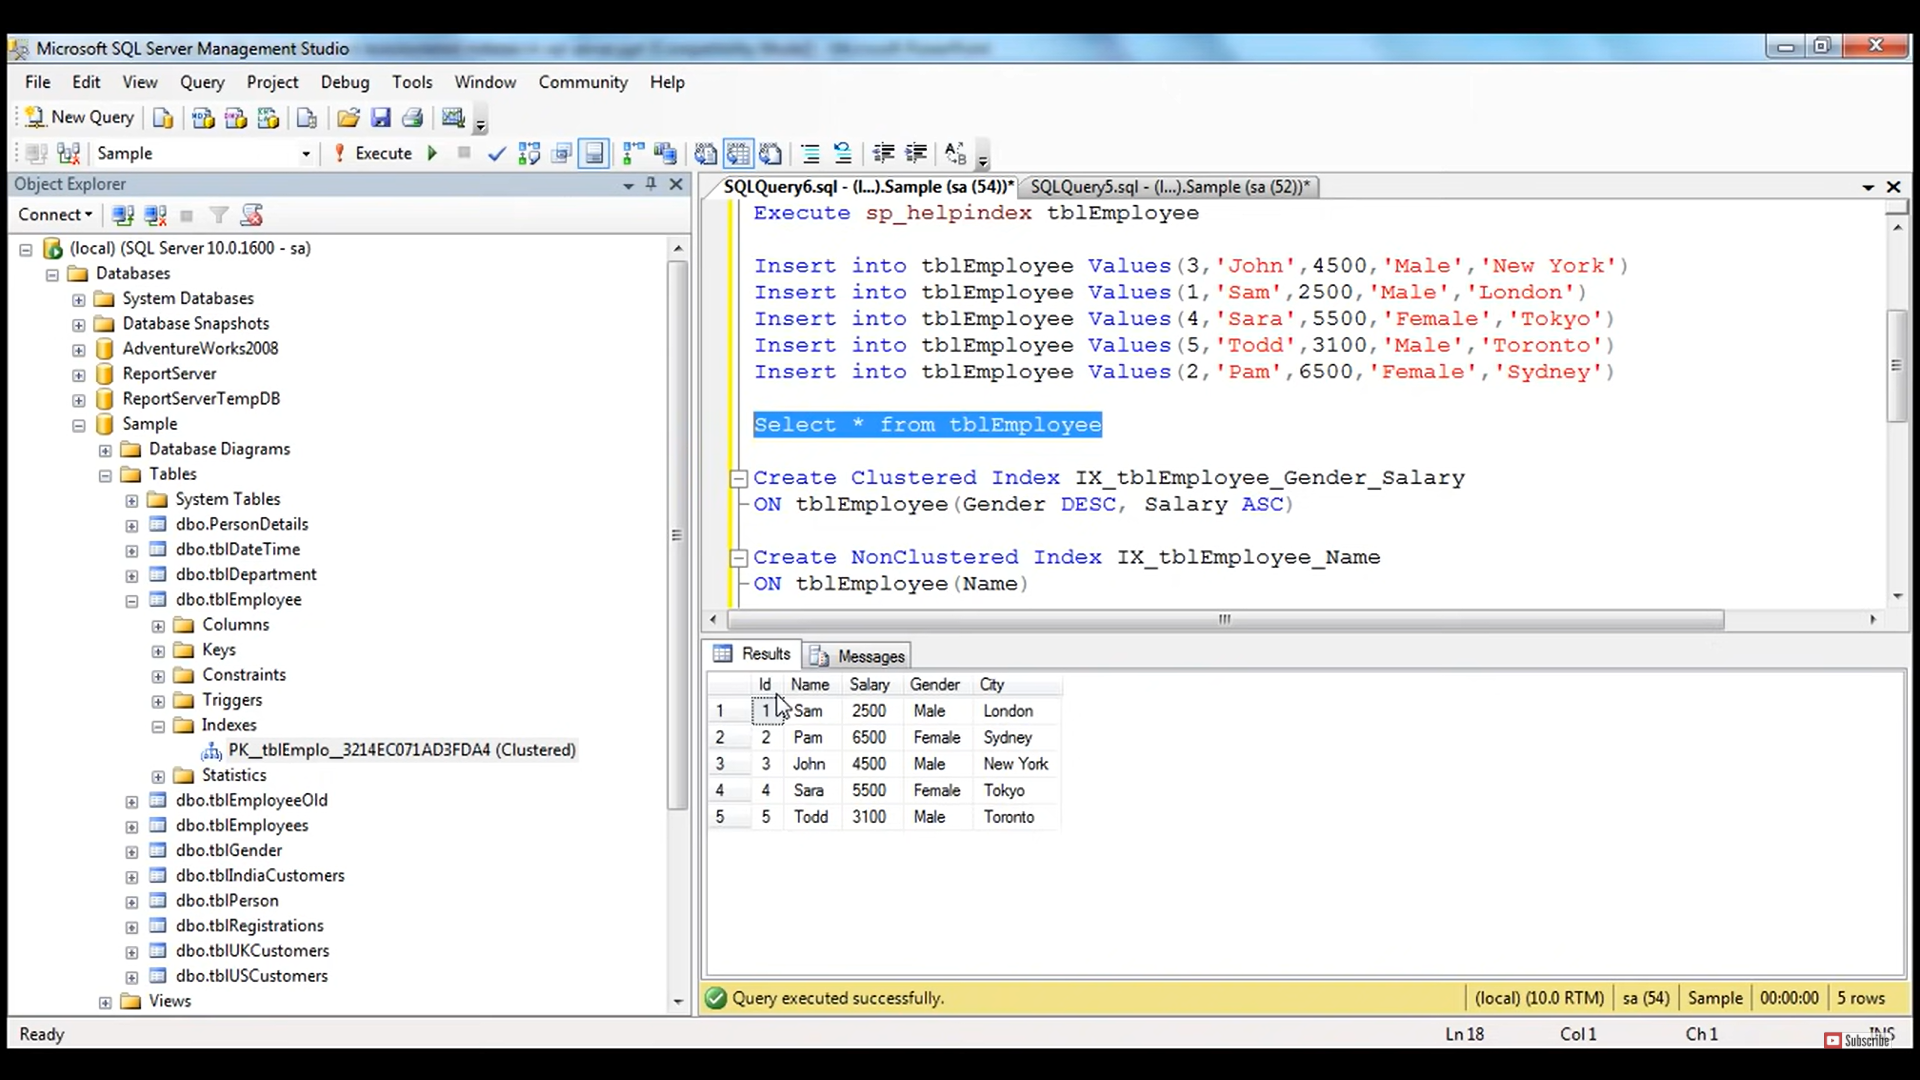 Microsoft SQL Server Management Studio
File Edit View Query Project Debug Tools Window Community Help
New Query
Sample Execute
Object Explorer
Connect
(local) (SQL Server 10.0.1600 - sa)
Databases
System Databases
Database Snapshots
AdventureWorks2008
ReportServer
ReportServerTempDB
Sample
Database Diagrams
Tables
System Tables
dbo.PersonDetails
dbo.tblDateTime
dbo.tblDepartment
dbo.tblEmployee
Columns
Keys
Constraints
Triggers
Indexes
PK__tblEmplo__3214EC071AD3FDA4 (Clustered)
Statistics
dbo.tblEmployeeOld
dbo.tblEmployees
dbo.tblGender
dbo.tblIndiaCustomers
dbo.tblPerson
dbo.tblRegistrations
dbo.tblUKCustomers
dbo.tblUSCustomers
Views
SQLQuery6.sql - (l...).Sample (sa (54))* SQLQuery5.sql - (l...).Sample (sa (52))*
Execute sp_helpindex tblEmployee
Insert into tblEmployee Values(3,'John',4500,'Male','New York')
Insert into tblEmployee Values(1,'Sam',2500,'Male','London')
Insert into tblEmployee Values(4,'Sara',5500,'Female','Tokyo')
Insert into tblEmployee Values(5,'Todd',3100,'Male','Toronto')
Insert into tblEmployee Values(2,'Pam',6500,'Female','Sydney')
Select * from tblEmployee
Create Clustered Index IX_tblEmployee_Gender_Salary
ON tblEmployee(Gender DESC, Salary ASC)
Create NonClustered Index IX_tblEmployee_Name
ON tblEmployee(Name)
Results Messages
Id Name Salary Gender City
1 1 Sam 2500 Male London
2 2 Pam 6500 Female Sydney
3 3 John 4500 Male New York
4 4 Sara 5500 Female Tokyo
5 5 Todd 3100 Male Toronto
Query executed successfully. (local) (10.0 RTM) sa (54) Sample 00:00:00 5 rows
Ready Ln 18 Col 1 Ch 1 INS
Subscribe